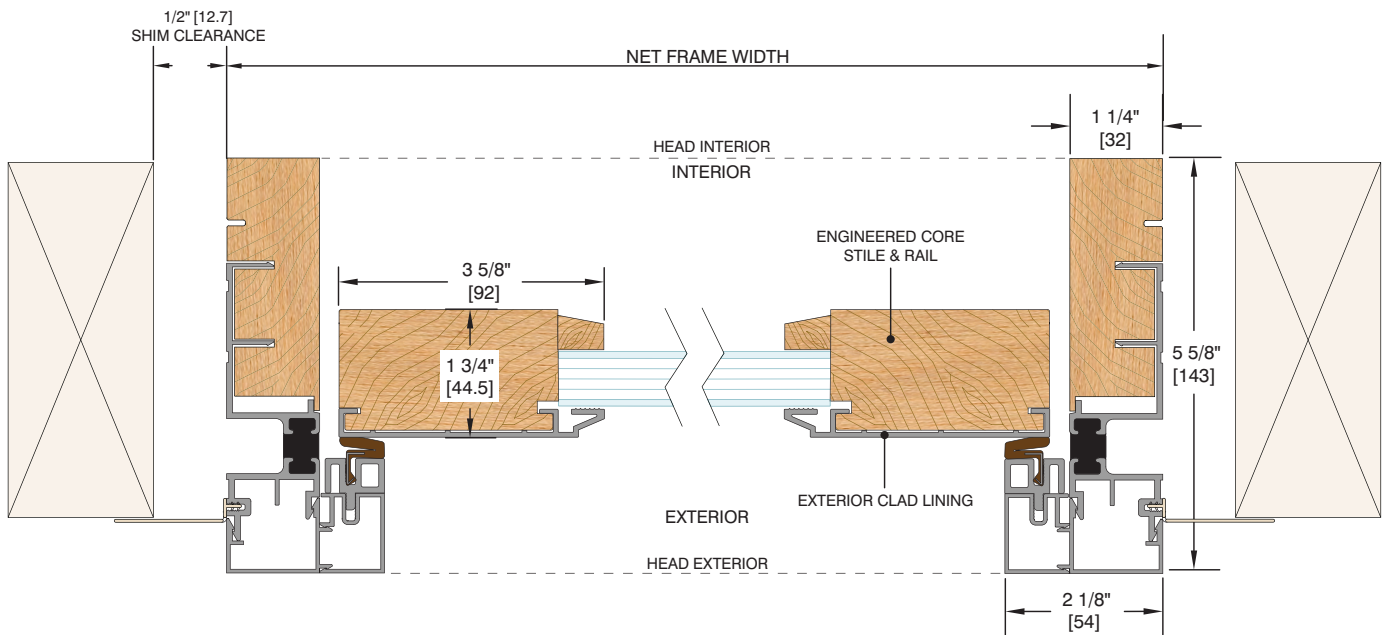 1/2" [12.7]
SHIM CLEARANCE
NET FRAME WIDTH
1 1/4"
[32]
HEAD INTERIOR
INTERIOR
ENGINEERED CORE
STILE & RAIL
3 5/8"
[92]
1 3/4"
[44.5]
5 5/8"
[143]
EXTERIOR CLAD LINING
EXTERIOR
HEAD EXTERIOR
2 1/8"
[54]